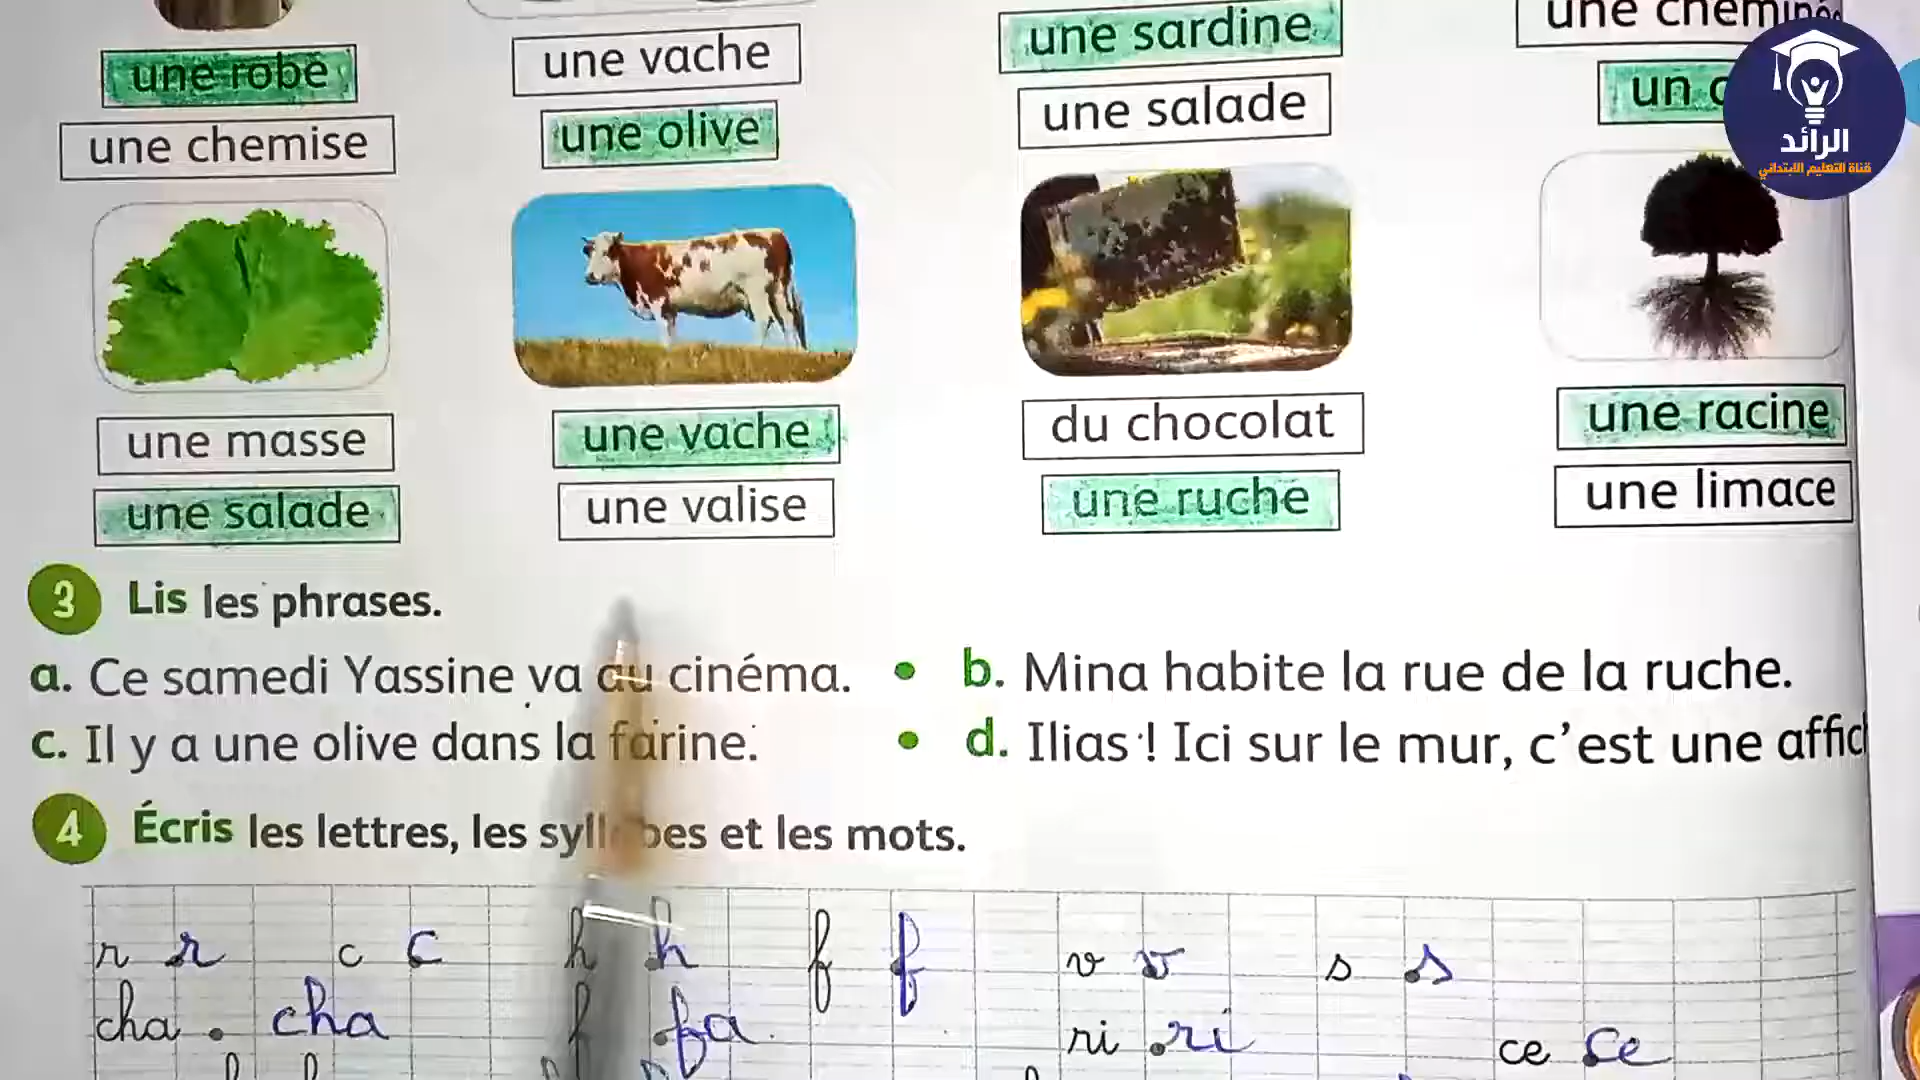 une robe
une chemise
une vache
une olive
une sardine
une salade
une
un
الرائد
قناة التعليم الابتدائي
une masse
une salade
une vache
une valise
du chocolat
une ruche
une racine
une limace
3 Lis les phrases.
a. Ce samedi Yassine va au cinéma. • b. Mina habite la rue de la ruche.
c. Il y a une olive dans la farine. • d. Ilias ! Ici sur le mur, c'est une
4 Écris les lettres, les syllabes et les mots.
r r c c h h f f v v s s
cha cha f fa ri ri ce ce